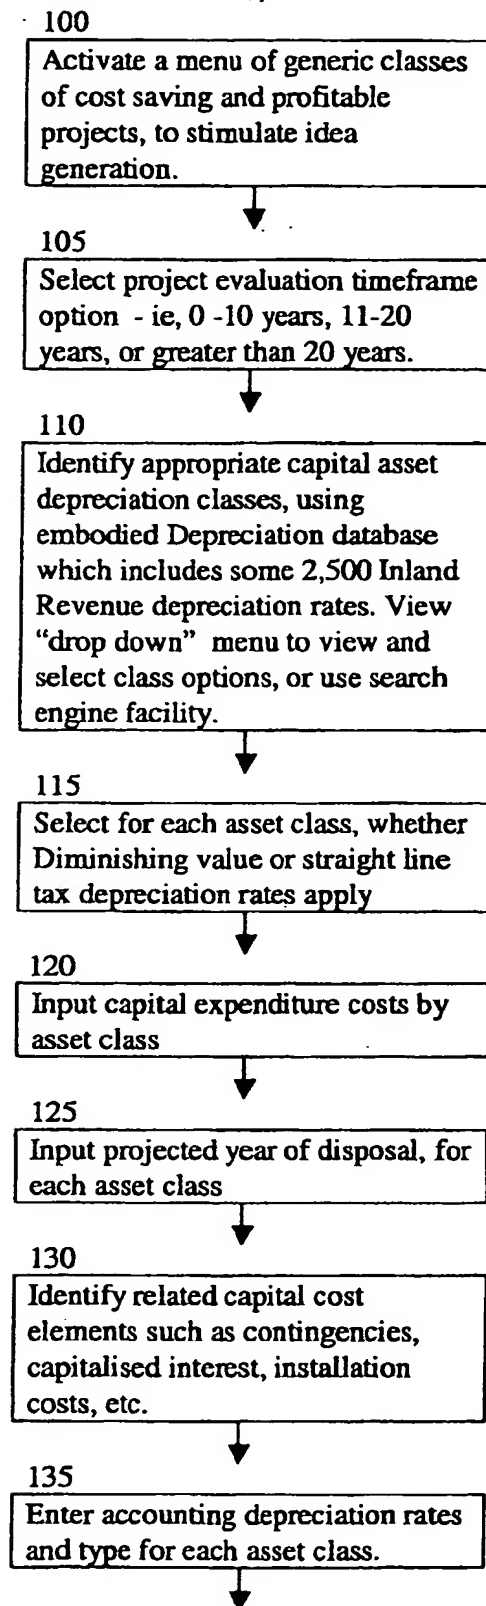 100
Activate a menu of generic classes
of cost saving and profitable
projects, to stimulate idea
generation.
105
Select project evaluation timeframe
option - ie, 0 -10 years, 11-20
years, or greater than 20 years.
110
Identify appropriate capital asset
depreciation classes, using
embodied Depreciation database
which includes some 2,500 Inland
Revenue depreciation rates. View
“drop down” menu to view and
select class options, or use search
engine facility.
115
Select for each asset class, whether
Diminishing value or straight line
tax depreciation rates apply
120
Input capital expenditure costs by
asset class
125
Input projected year of disposal, for
each asset class
130
Identify related capital cost
elements such as contingencies,
capitalised interest, installation
costs, etc.
135
Enter accounting depreciation rates
and type for each asset class.